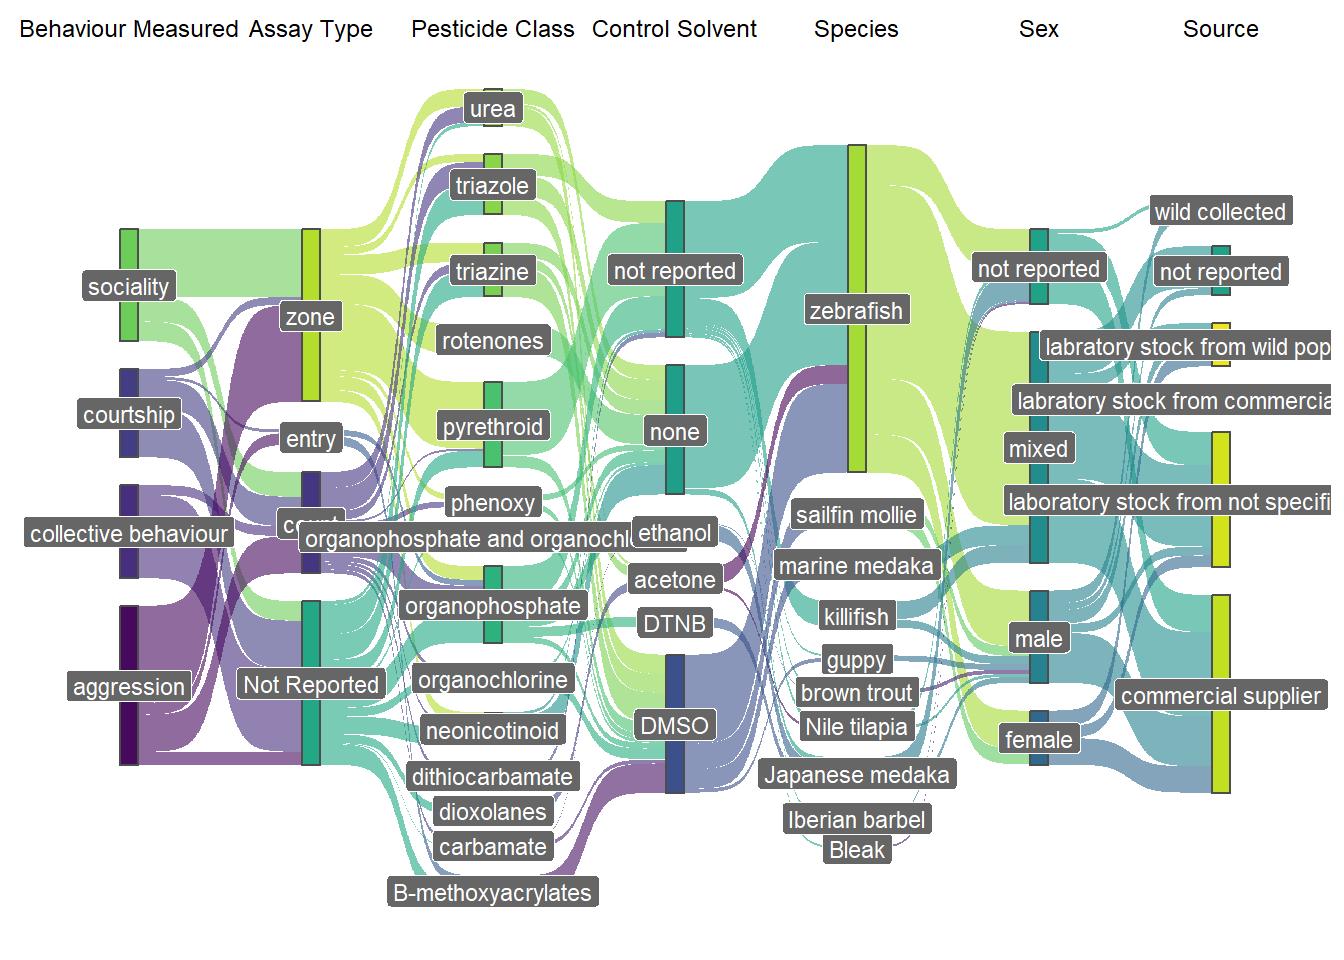 Behaviour Measured
Assay Type
Pesticide Class
Control Solvent
Species
Sex
Source
sociality
courtship
collective behaviour
aggression
zone
entry
count
Not Reported
urea
triazole
triazine
rotenones
pyrethroid
phenoxy
organophosphate and organochl
organophosphate
organochlorine
neonicotinoid
dithiocarbamate
dioxolanes
carbamate
B-methoxyacrylates
not reported
none
ethanol
acetone
DTNB
DMSO
zebrafish
sailfin mollie
marine medaka
killifish
guppy
brown trout
Nile tilapia
Japanese medaka
Iberian barbel
Bleak
not reported
mixed
male
female
wild collected
not reported
labratory stock from wild pop
labratory stock from commercia
laboratory stock from not specifi
commercial supplier